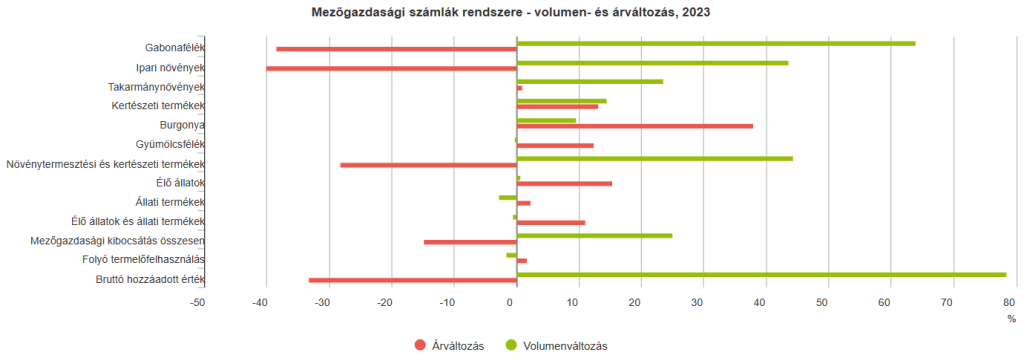 Mezőgazdasági számlák rendszere - volumen- és árváltozás, 2023
Gabonafélék
Ipari növények
Takarmánynövények
Kertészeti termékek
Burgonya
Gyümölcsfélék
Növénytermesztési és kertészeti termékek
Élő állatok
Állati termékek
Élő állatok és állati termékek
Mezőgazdasági kibocsátás összesen
Folyó termelőfelhasználás
Bruttó hozzáadott érték
-50 -40 -30 -20 -10 0 10 20 30 40 50 60 70 80
%
Árváltozás Volumenváltozás